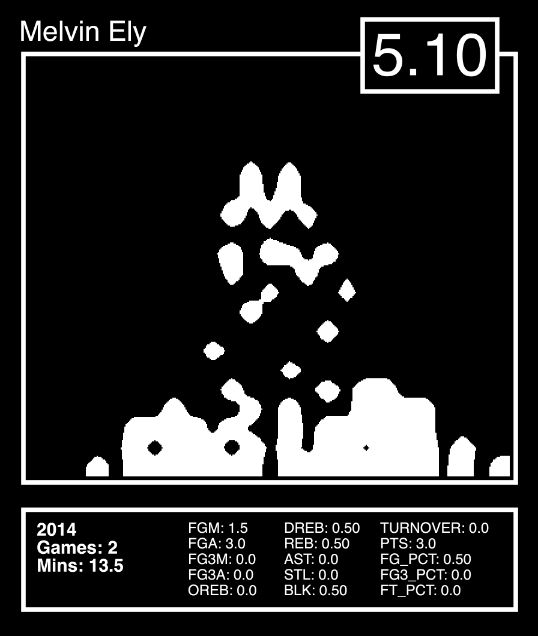 Melvin Ely
5.10
2014
Games: 2
Mins: 13.5
FGM: 1.5
FGA: 3.0
FG3M: 0.0
FG3A: 0.0
OREB: 0.0
DREB: 0.50
REB: 0.50
AST: 0.0
STL: 0.0
BLK: 0.50
TURNOVER: 0.0
PTS: 3.0
FG_PCT: 0.50
FG3_PCT: 0.0
FT_PCT: 0.0